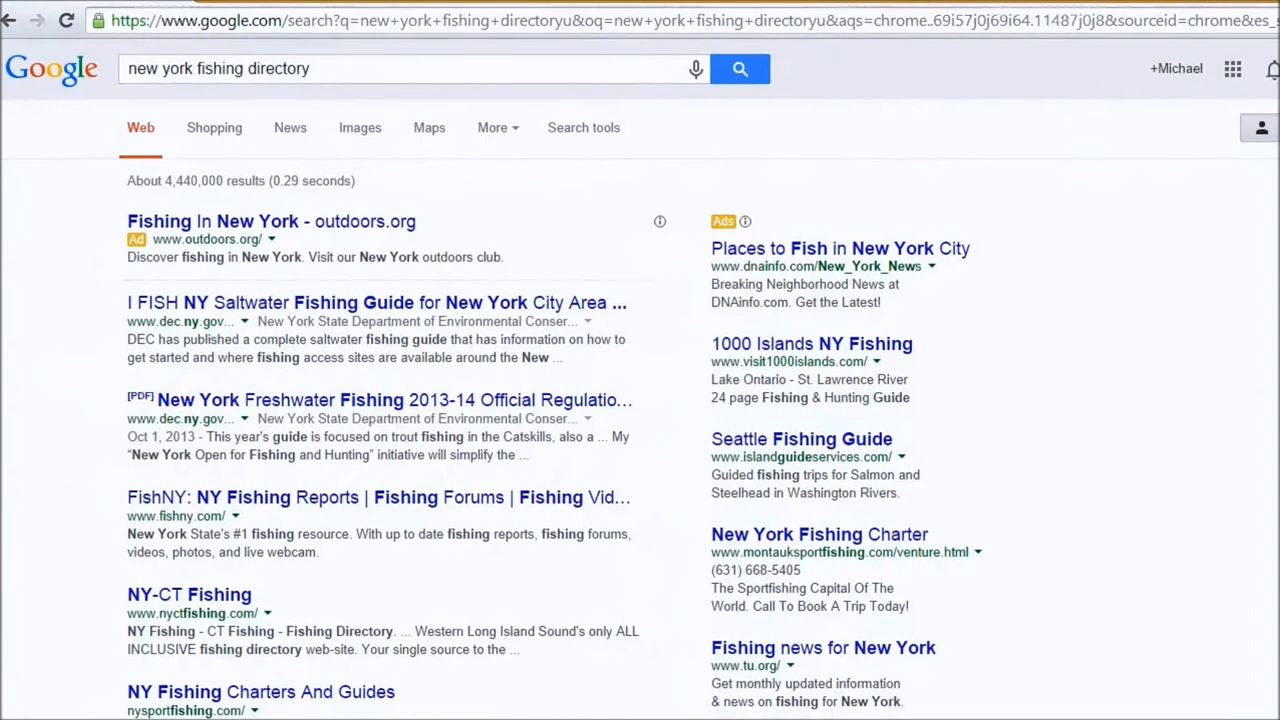 https://www.google.com/search?q=new+york+fishing+directoryu&oq=new+york+fishing+directoryu&aqs=chrome..69i57j0j69i64.11487j0j8&sourceid=chrome&es_s
Google
new york fishing directory
+Michael
Web
Shopping
News
Images
Maps
More
Search tools
About 4,440,000 results (0.29 seconds)
Fishing In New York - outdoors.org
Ad www.outdoors.org/
Discover fishing in New York. Visit our New York outdoors club.
I FISH NY Saltwater Fishing Guide for New York City Area ...
www.dec.ny.gov... New York State Department of Environmental Conser...
DEC has published a complete saltwater fishing guide that has information on how to
get started and where fishing access sites are available around the New ...
[PDF] New York Freshwater Fishing 2013-14 Official Regulatio...
www.dec.ny.gov... New York State Department of Environmental Conser...
Oct 1, 2013 - This year's guide is focused on trout fishing in the Catskills, also a ... My
“New York Open for Fishing and Hunting” initiative will simplify the ...
FishNY: NY Fishing Reports | Fishing Forums | Fishing Vid...
www.fishny.com/
New York State's #1 fishing resource. With up to date fishing reports, fishing forums,
videos, photos, and live webcam.
NY-CT Fishing
www.nyctfishing.com/
NY Fishing - CT Fishing - Fishing Directory. ... Western Long Island Sound's only ALL
INCLUSIVE fishing directory web-site. Your single source to the ...
NY Fishing Charters And Guides
nysportfishing.com/
Ads
Places to Fish in New York City
www.dnainfo.com/New_York_News
Breaking Neighborhood News at
DNAinfo.com. Get the Latest!
1000 Islands NY Fishing
www.visit1000islands.com/
Lake Ontario - St. Lawrence River
24 page Fishing & Hunting Guide
Seattle Fishing Guide
www.islandguideservices.com/
Guided fishing trips for Salmon and
Steelhead in Washington Rivers.
New York Fishing Charter
www.montauksportfishing.com/venture.html
(631) 668-5405
The Sportfishing Capital Of The
World. Call To Book A Trip Today!
Fishing news for New York
www.tu.org/
Get monthly updated information
& news on fishing for New York.